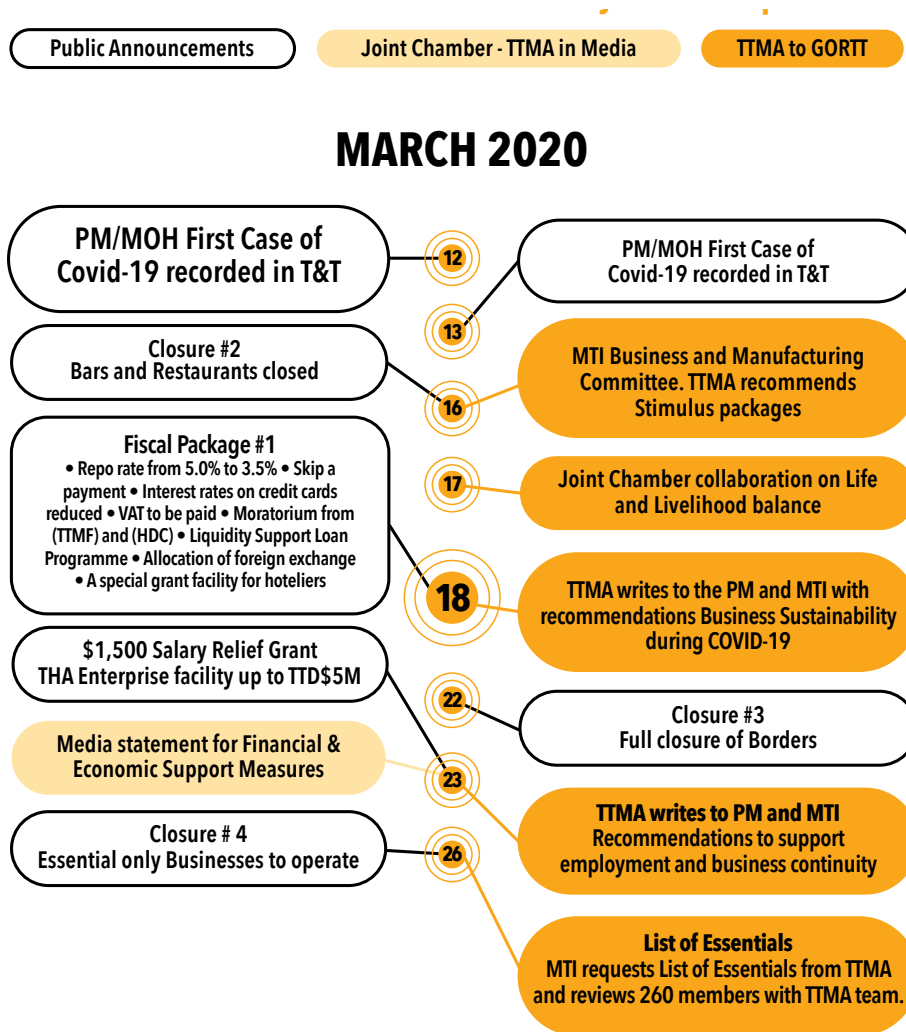 Public Announcements
Joint Chamber - TTMA in Media
TTMA to GORTT
MARCH 2020
PM/MOH First Case of
Covid-19 recorded in T&T
12
PM/MOH First Case of
Covid-19 recorded in T&T
13
Closure #2
Bars and Restaurants closed
16
MTI Business and Manufacturing
Committee. TTMA recommends
Stimulus packages
17
Joint Chamber collaboration on Life
and Livelihood balance
Fiscal Package #1
• Repo rate from 5.0% to 3.5% • Skip a
payment • Interest rates on credit cards
reduced • VAT to be paid • Moratorium from
(TTMF) and (HDC) • Liquidity Support Loan
Programme • Allocation of foreign exchange
• A special grant facility for hoteliers
18
TTMA writes to the PM and MTI with
recommendations Business Sustainability
during COVID-19
$1,500 Salary Relief Grant
THA Enterprise facility up to TTD$5M
22
Closure #3
Full closure of Borders
Media statement for Financial &
Economic Support Measures
23
TTMA writes to PM and MTI
Recommendations to support
employment and business continuity
Closure # 4
Essential only Businesses to operate
26
List of Essentials
MTI requests List of Essentials from TTMA
and reviews 260 members with TTMA team.